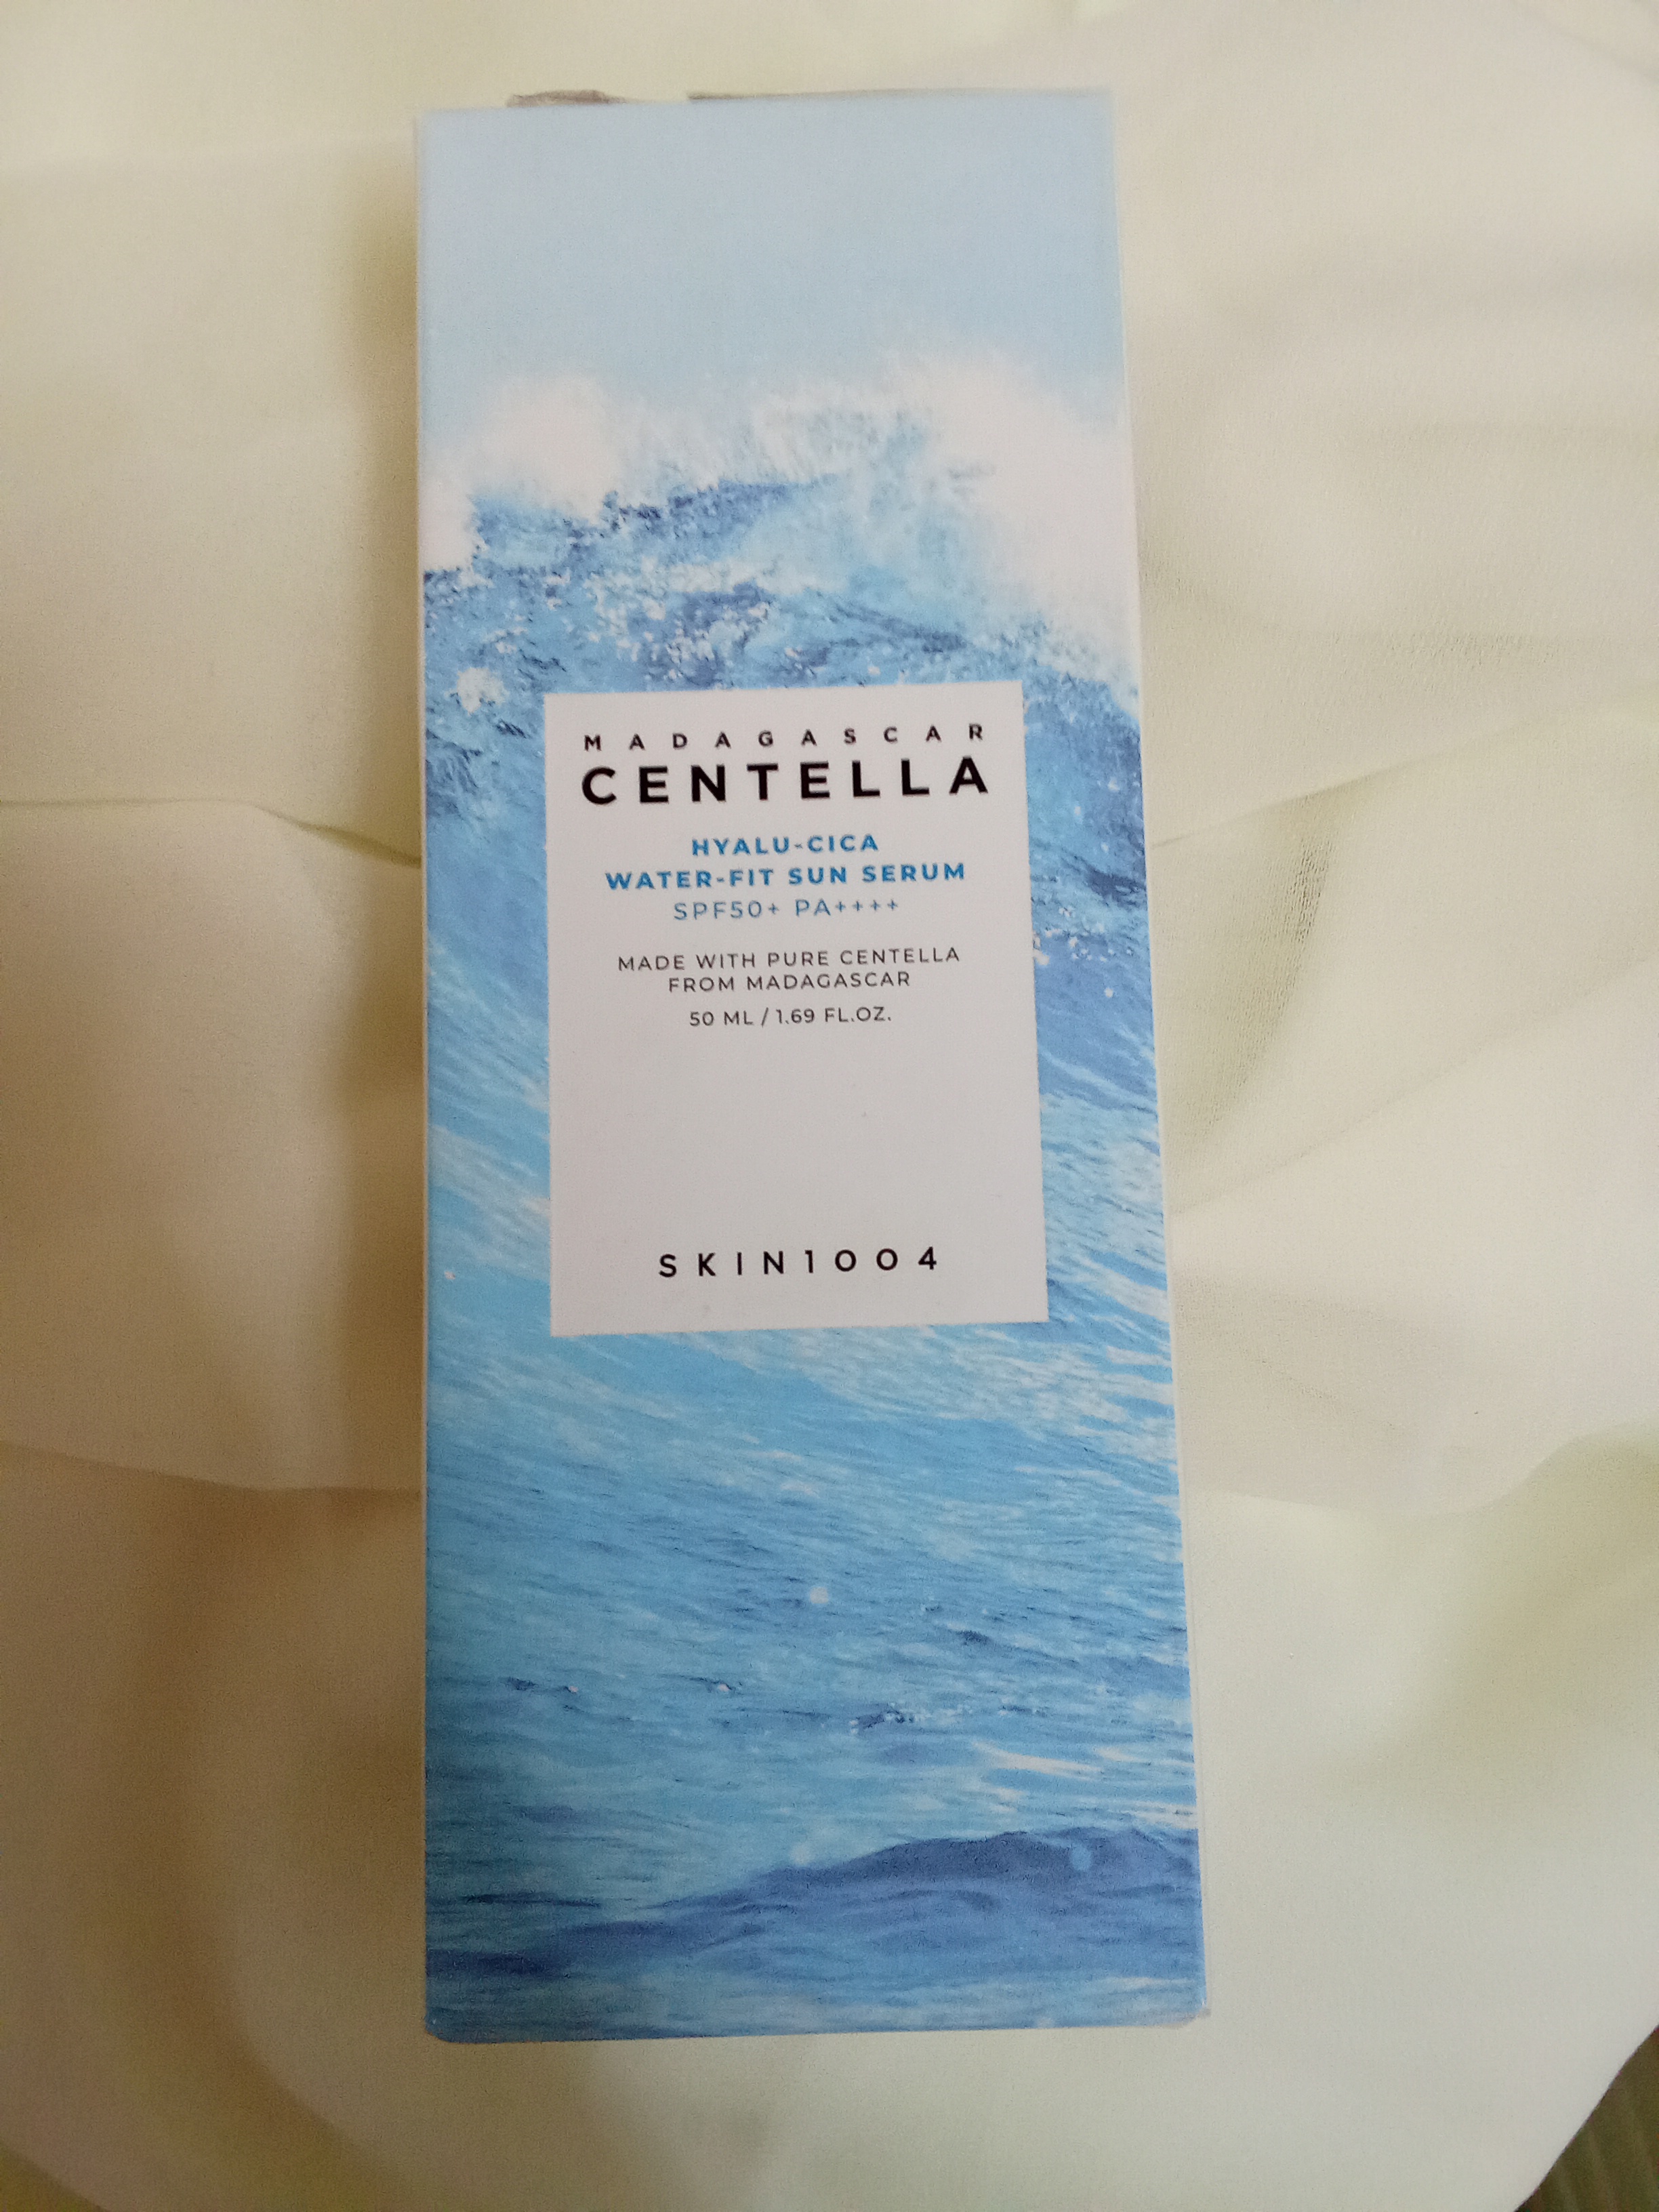 MADAGASCAR
CENTELLA
HYALU-CICA
WATER-FIT SUN SERUM
SPF50+ PA++++
MADE WITH PURE CENTELLA
FROM MADAGASCAR
50 ML / 1.69 FL.OZ.
SKIN1004